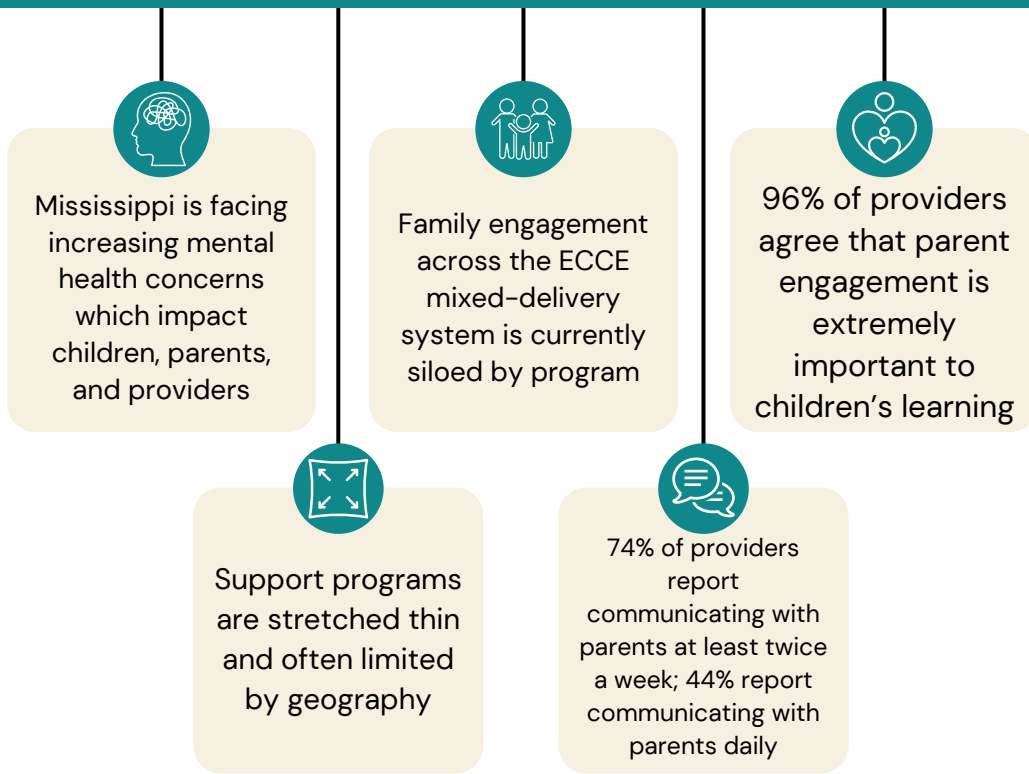 Mississippi is facing
increasing mental
health concerns
which impact
children, parents,
and providers
Family engagement
across the ECCE
mixed-delivery
system is currently
siloed by program
96% of providers
agree that parent
engagement is
extremely
important to
children's learning
Support programs
are stretched thin
and often limited
by geography
74% of providers
report
communicating with
parents at least twice
a week; 44% report
communicating with
parents daily